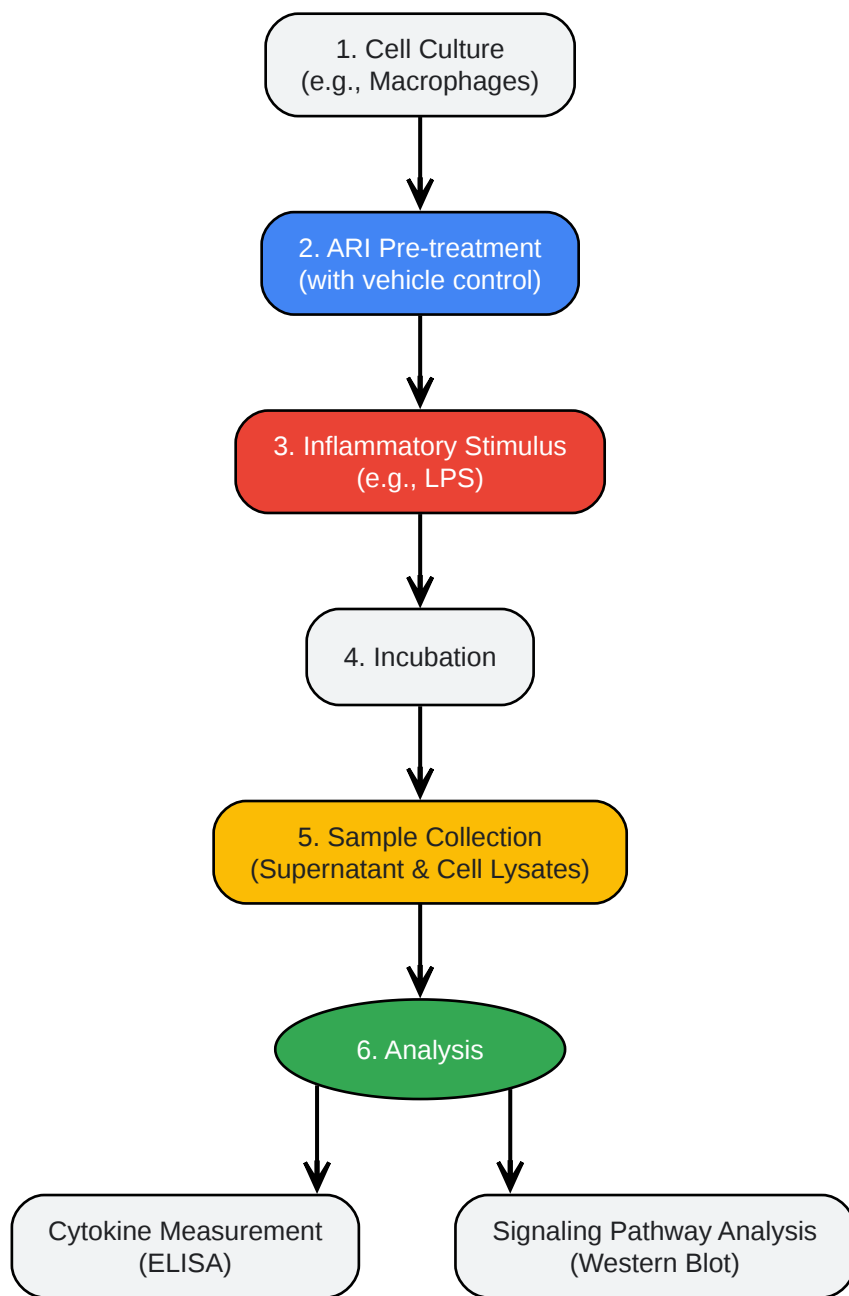 1. Cell Culture
(e.g., Macrophages)
2. ARI Pre-treatment
(with vehicle control)
3. Inflammatory Stimulus
(e.g., LPS)
4. Incubation
5. Sample Collection
(Supernatant & Cell Lysates)
6. Analysis
Cytokine Measurement
(ELISA)
Signaling Pathway Analysis
(Western Blot)